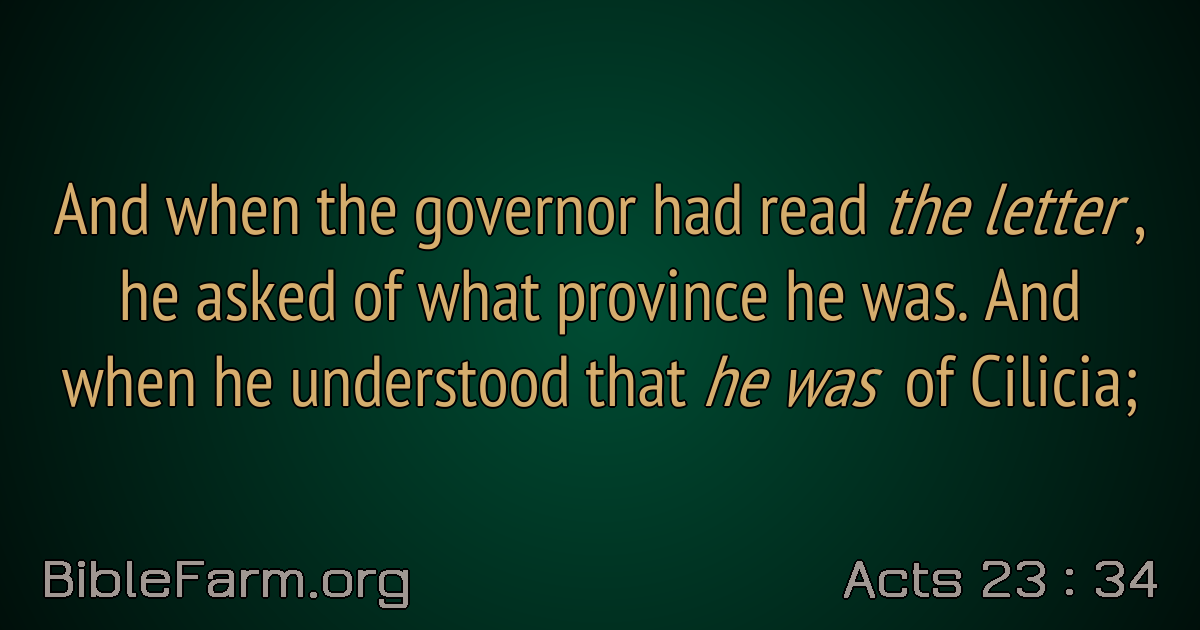 And when the governor had read the letter ,
he asked of what province he was. And
when he understood that he was of Cilicia;
BibleFarm.org
Acts 23 : 34